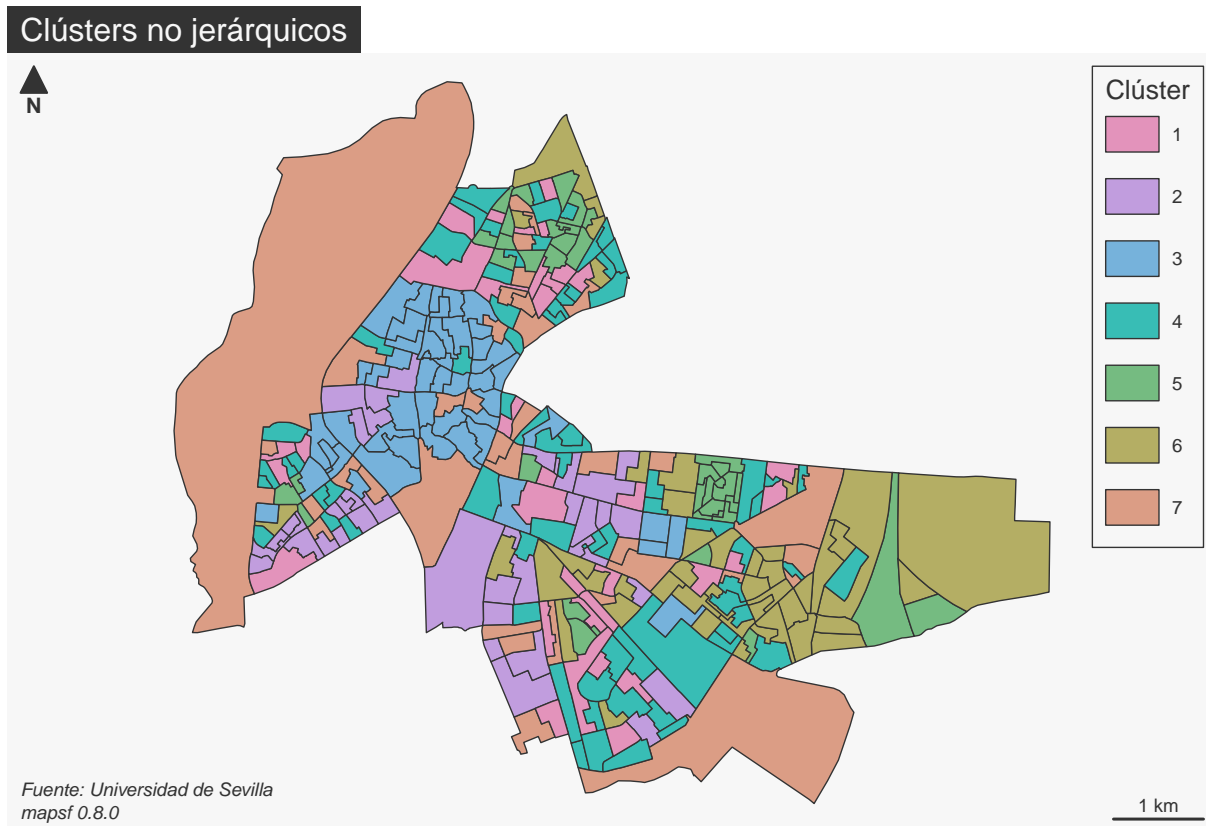 Clústers no jerárquicos
N
Clúster
1
2
3
4
5
6
7
Fuente: Universidad de Sevilla
mapsf 0.8.0
1 km